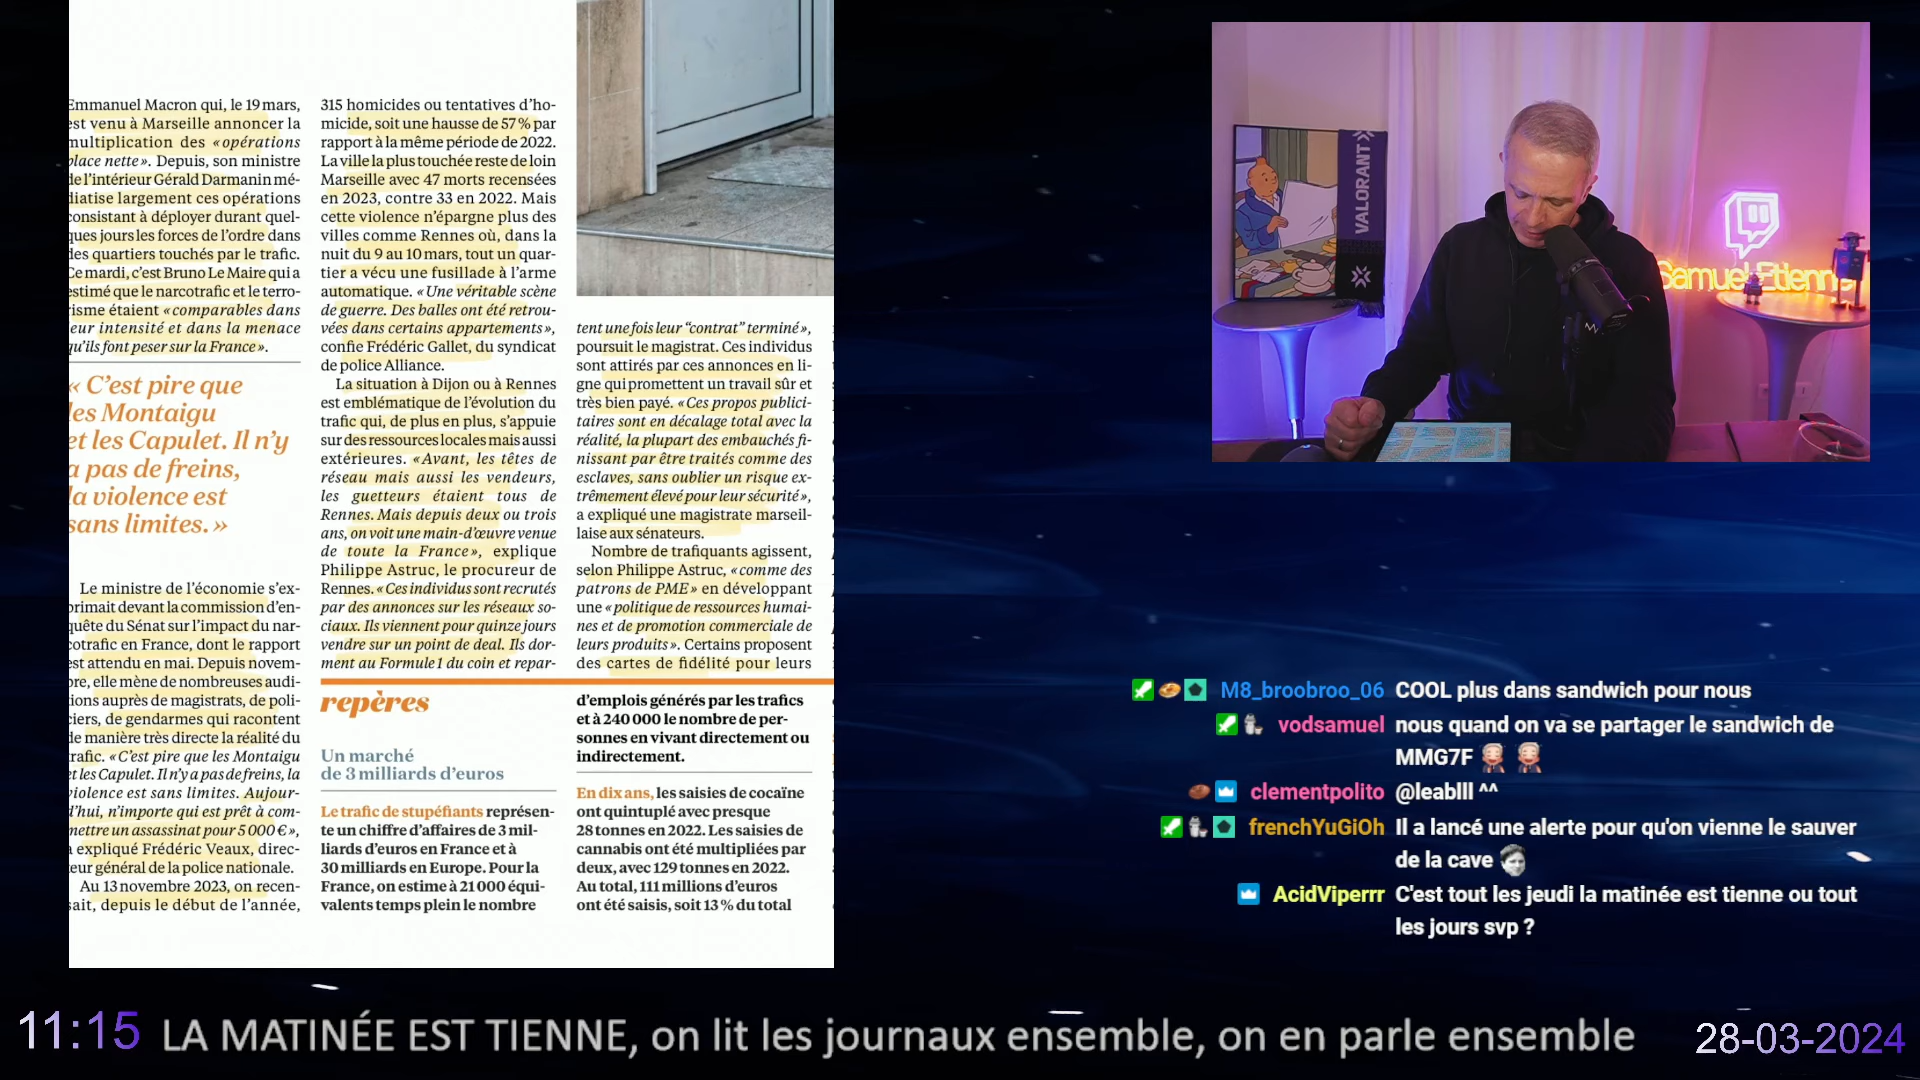 Emmanuel Macron qui, le 19 mars,
est venu à Marseille annoncer la
multiplication des « opérations
place nette ». Depuis, son ministre
de l'intérieur Gérald Darmanin mé-
diatise largement ces opérations
consistant à déployer durant quel-
ques jours les forces de l'ordre dans
des quartiers touchés par le trafic.
Ce mardi, c'est Bruno Le Maire qui a
estimé que le narcotrafic et le terro-
risme étaient « comparables dans
leur intensité et dans la menace
qu'ils font peser sur la France ».
« C'est pire que
les Montaigu
et les Capulet. Il n'y
a pas de freins,
la violence est
sans limites. »
Le ministre de l'économie s'ex-
primait devant la commission d'en-
quête du Sénat sur l'impact du nar-
cotrafic en France, dont le rapport
est attendu en mai. Depuis novem-
bre, elle mène de nombreuses audi-
tions auprès de magistrats, de poli-
ciers, de gendarmes qui racontent
de manière très directe la réalité du
trafic. « C'est pire que les Montaigu
et les Capulet. Il n'y a pas de freins, la
violence est sans limites. Aujour-
d'hui, n'importe qui est prêt à com-
mettre un assassinat pour 5 000 € »,
a expliqué Frédéric Veaux, direc-
teur général de la police nationale.
Au 13 novembre 2023, on recen-
sait, depuis le début de l'année,
315 homicides ou tentatives d'ho-
micide, soit une hausse de 57 % par
rapport à la même période de 2022.
La ville la plus touchée reste de loin
Marseille avec 47 morts recensées
en 2023, contre 33 en 2022. Mais
cette violence n'épargne plus des
villes comme Rennes où, dans la
nuit du 9 au 10 mars, tout un quar-
tier a vécu une fusillade à l'arme
automatique. « Une véritable scène
de guerre. Des balles ont été retrou-
vées dans certains appartements »,
confie Frédéric Gallet, du syndicat
de police Alliance.
La situation à Dijon ou à Rennes
est emblématique de l'évolution du
trafic qui, de plus en plus, s'appuie
sur des ressources locales mais aussi
extérieures. « Avant, les têtes de
réseau mais aussi les vendeurs,
les guetteurs étaient tous de
Rennes. Mais depuis deux ou trois
ans, on voit une main-d'œuvre venue
de toute la France », explique
Philippe Astruc, le procureur de
Rennes. « Ces individus sont recrutés
par des annonces sur les réseaux so-
ciaux. Ils viennent pour quinze jours
vendre sur un point de deal. Ils dor-
ment au Formule 1 du coin et repar-
tent une fois leur "contrat" terminé »,
poursuit le magistrat. Ces individus
sont attirés par ces annonces en li-
gne qui promettent un travail sûr et
très bien payé. « Ces propos publici-
taires sont en décalage total avec la
réalité, la plupart des embauchés fi-
nissant par être traités comme des
esclaves, sans oublier un risque ex-
trêmement élevé pour leur sécurité »,
a expliqué une magistrate marseil-
laise aux sénateurs.
Nombre de trafiquants agissent,
selon Philippe Astruc, « comme des
patrons de PME » en développant
une « politique de ressources humai-
nes et de promotion commerciale de
leurs produits ». Certains proposent
des cartes de fidélité pour leurs
repères
Un marché
de 3 milliards d'euros
Le trafic de stupéfiants représen-
te un chiffre d'affaires de 3 mil-
liards d'euros en France et à
30 milliards en Europe. Pour la
France, on estime à 21 000 équi-
valents temps plein le nombre
d'emplois générés par les trafics
et à 240 000 le nombre de per-
sonnes en vivant directement ou
indirectement.
En dix ans, les saisies de cocaïne
ont quintuplé avec presque
28 tonnes en 2022. Les saisies de
cannabis ont été multipliées par
deux, avec 129 tonnes en 2022.
Au total, 111 millions d'euros
ont été saisis, soit 13 % du total
VALORANT
Samuel Etienne
M8_broobroo_06 COOL plus dans sandwich pour nous
vodsamuel nous quand on va se partager le sandwich de
MMG7F
clementpolito @leablll ^^
frenchYuGiOh Il a lancé une alerte pour qu'on vienne le sauver
de la cave
AcidViperrr C'est tout les jeudi la matinée est tienne ou tout
les jours svp ?
11:15 LA MATINÉE EST TIENNE, on lit les journaux ensemble, on en parle ensemble 28-03-2024